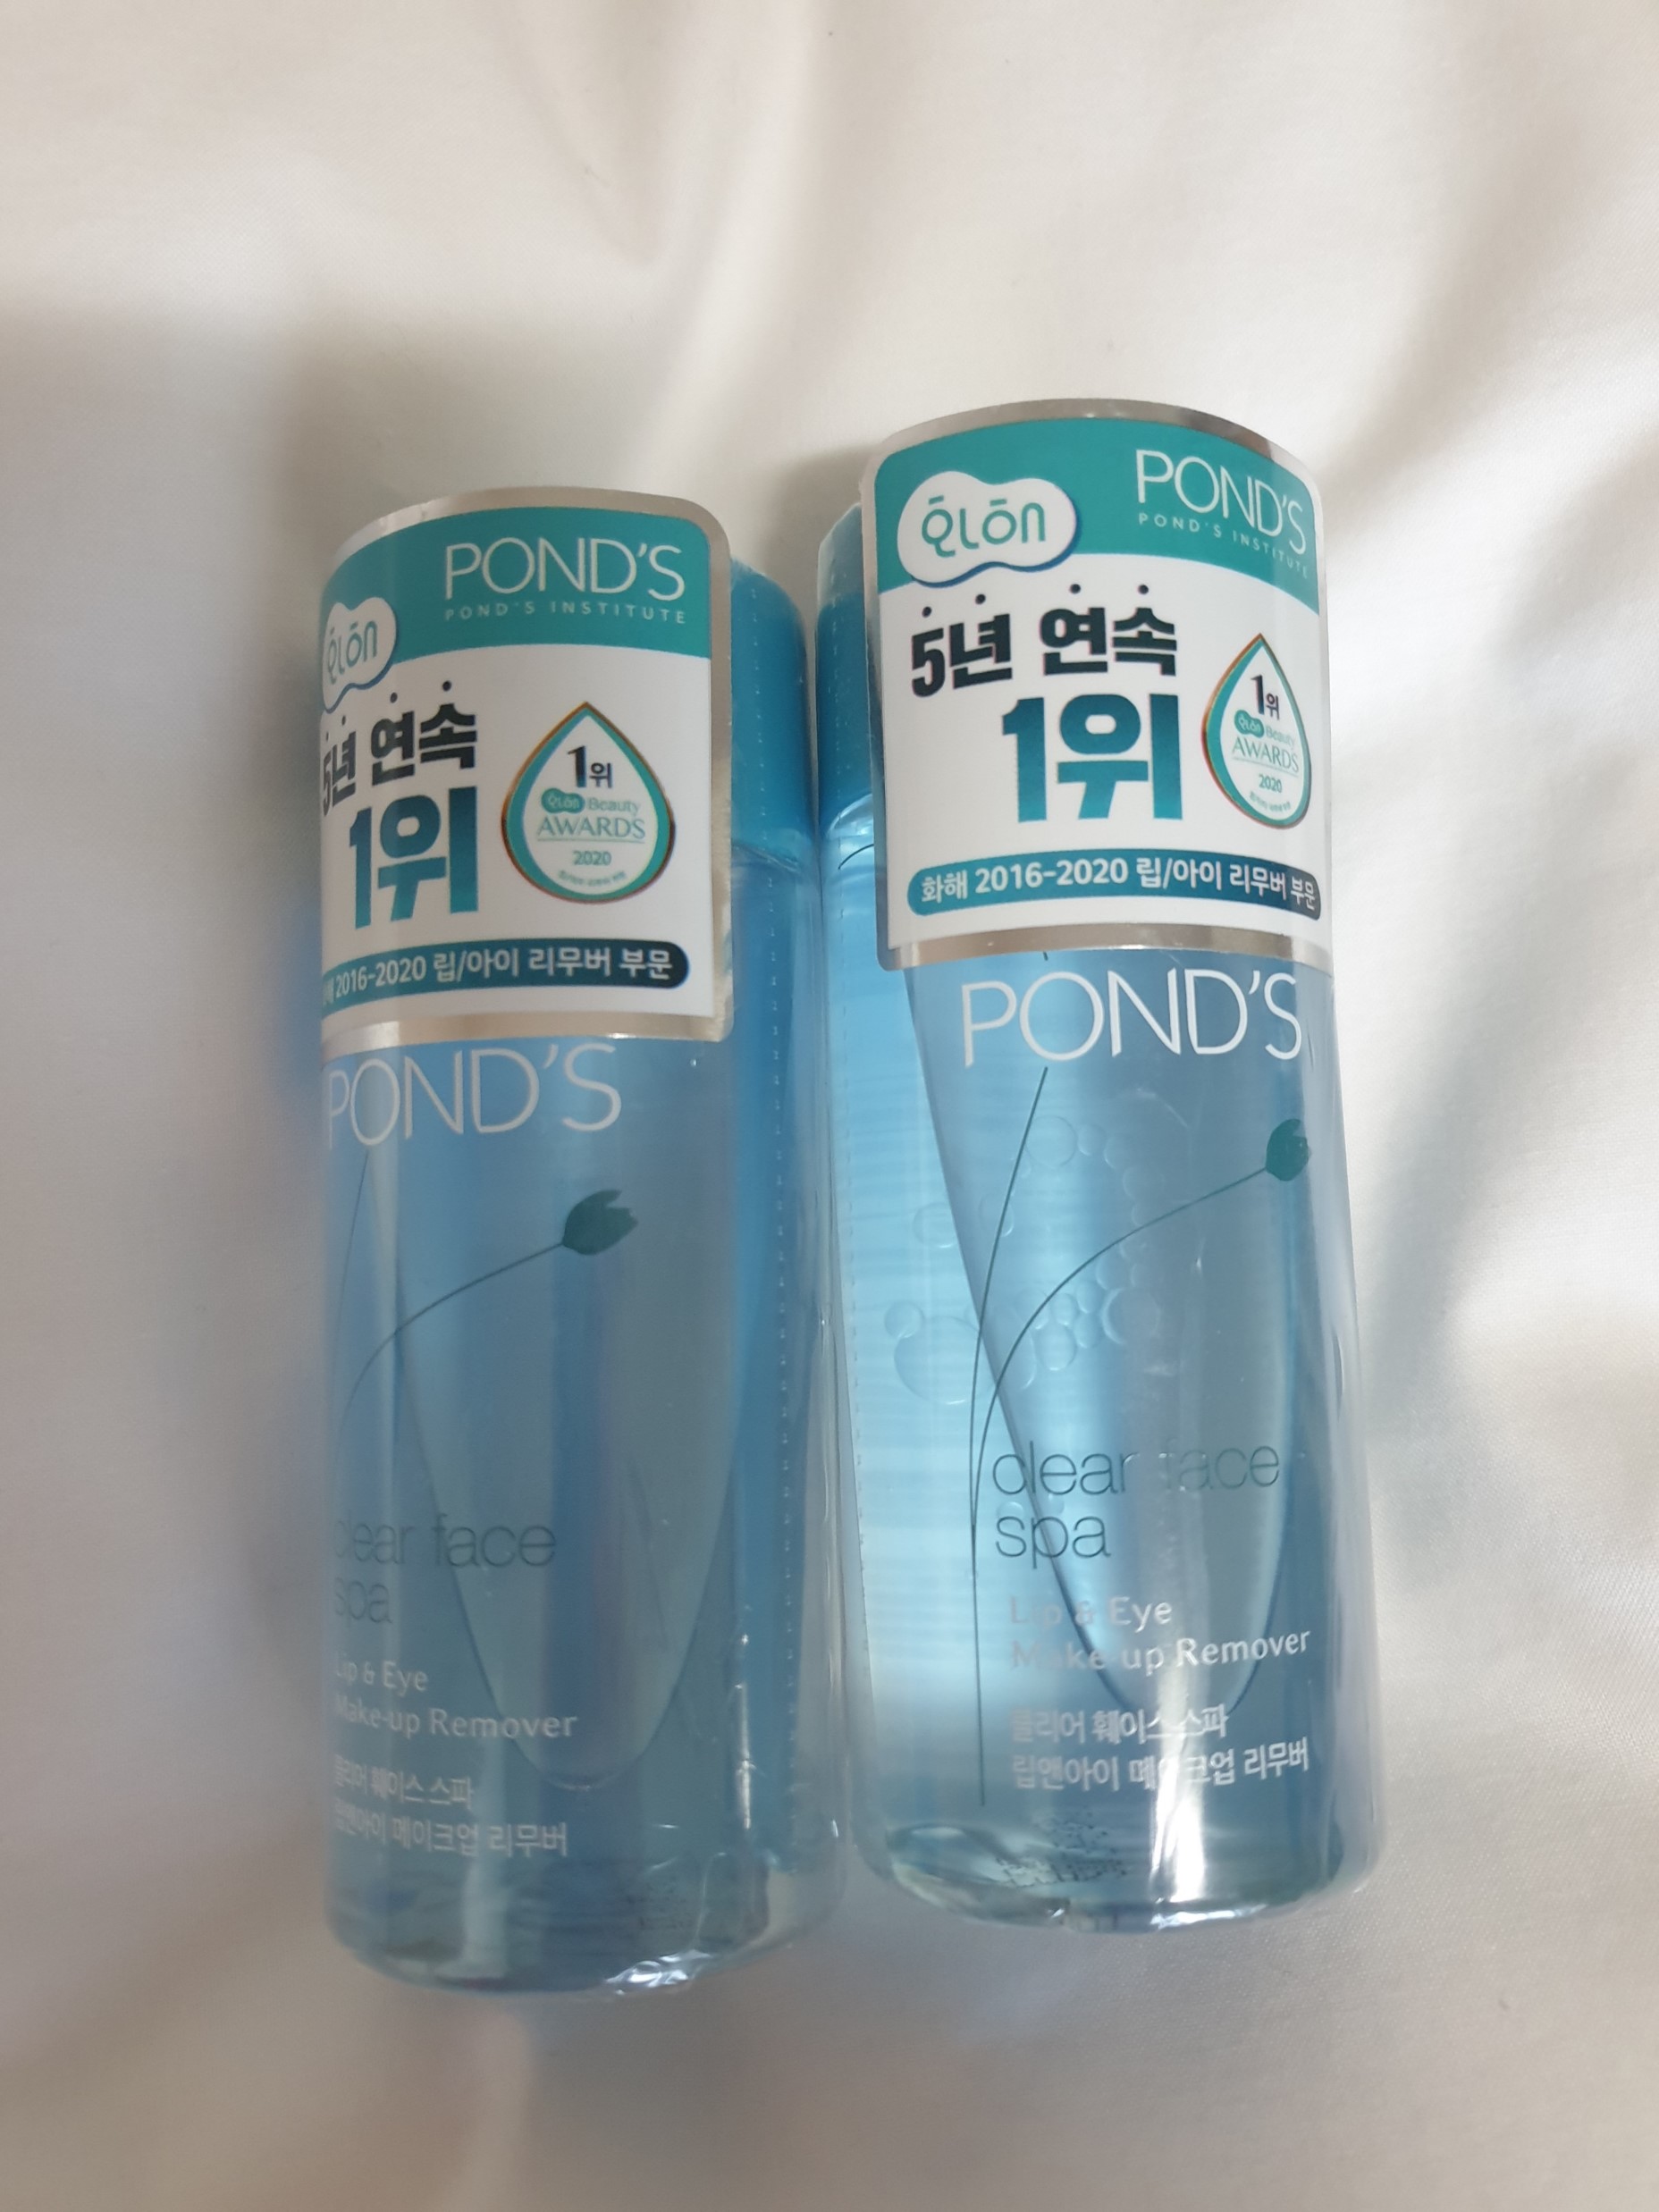 화해
POND'S
POND'S INSTITUTE
5년 연속
1위
1위
화해 Beauty
AWARDS
2020
2016-2020 립/아이 리무버 부문
POND'S
clear face
spa
Lip & Eye
Make-up Remover
클리어 훼이스 스파
립앤아이 메이크업 리무버
화해
POND'S
POND'S INSTITUTE
5년 연속
1위
1위
화해 Beauty
AWARDS
2020
화해 2016-2020 립/아이 리무버 부문
POND'S
clear face
spa
Lip & Eye
Make-up Remover
클리어 훼이스 스파
립앤아이 메이크업 리무버